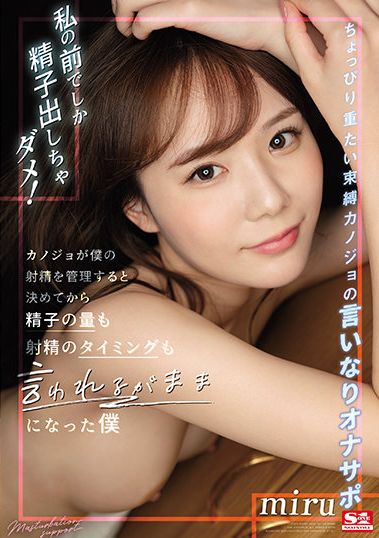 ちょっぴり重たい束縛カノジョの言いなりオナサポ
私の前でしか
精子出しちゃ
ダメ!
カノジョが僕の
射精を管理すると
決めてから
精子の量も
射精のタイミングも
言われるがまま
になった僕
miru
S1
NO.1 STYLE
Masturbation
support